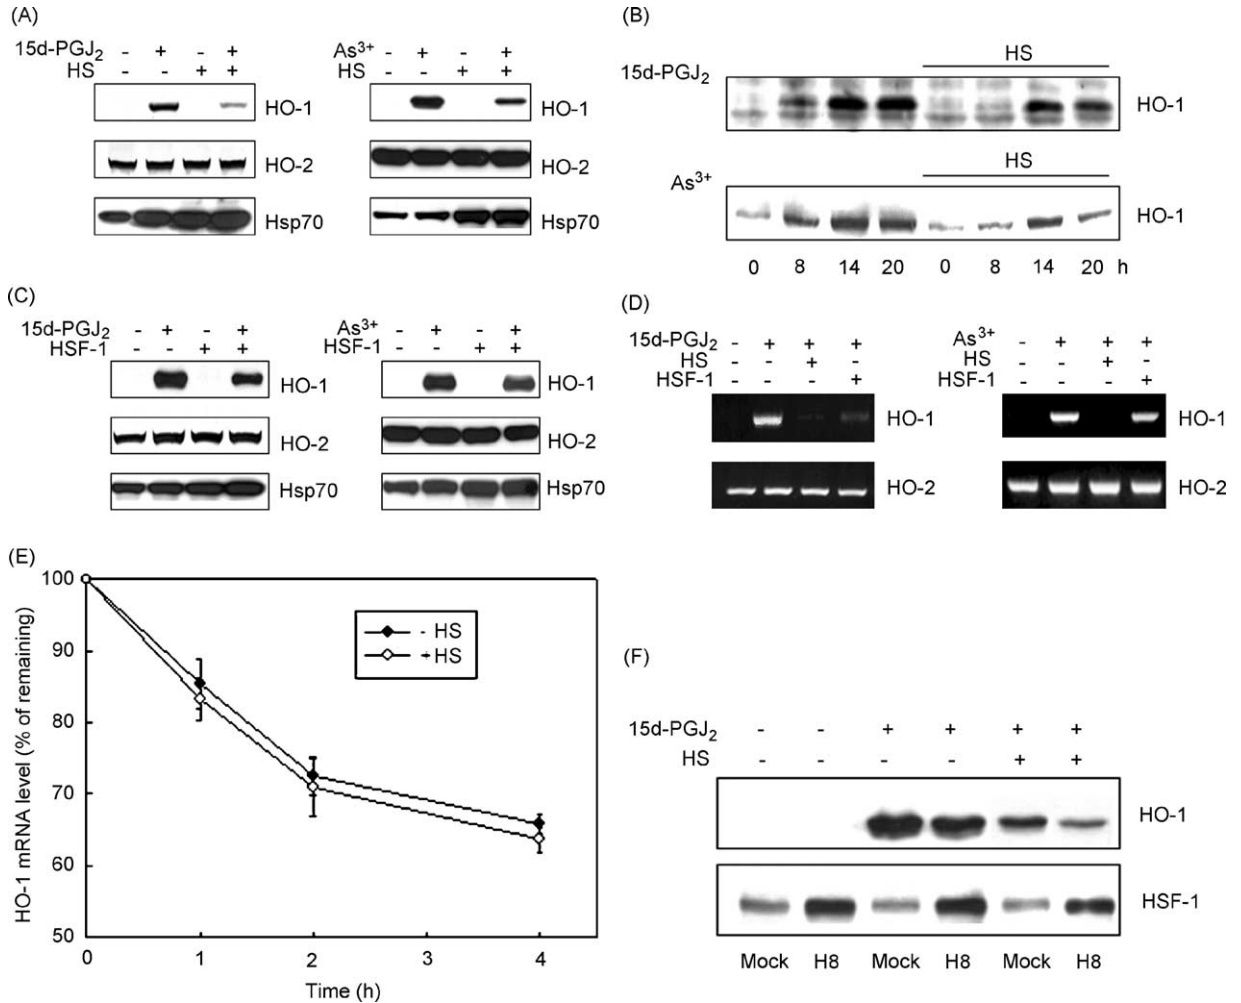 (A)
15d-PGJ2 - + - +
HS - - + +
HO-1
HO-2
Hsp70
As3+ - + - +
HS - - + +
HO-1
HO-2
Hsp70
(B)
HS
15d-PGJ2
HO-1
HS
As3+
HO-1
0 8 14 20 0 8 14 20 h
(C)
15d-PGJ2 - + - +
HSF-1 - - + +
HO-1
HO-2
Hsp70
As3+ - + - +
HSF-1 - - + +
HO-1
HO-2
Hsp70
(D)
15d-PGJ2 - + + +
HS - - + -
HSF-1 - - - +
HO-1
HO-2
As3+ - + + +
HS - - + -
HSF-1 - - - +
HO-1
HO-2
(E)
HO-1 mRNA level (% of remaining)
100
90
80
70
60
50
- HS
+ HS
0 1 2 3 4
Time (h)
(F)
15d-PGJ2 - - + + + +
HS - - - - + +
HO-1
HSF-1
Mock H8 Mock H8 Mock H8